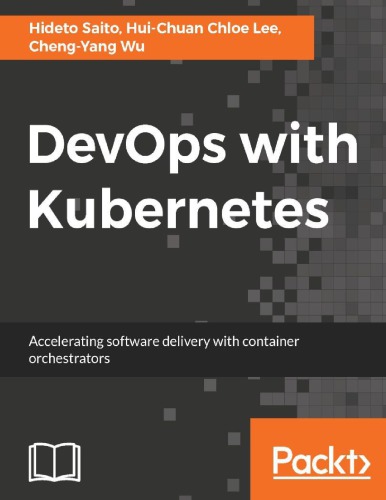 Hideto Saito, Hui-Chuan Chloe Lee,
Cheng-Yang Wu
DevOps with
Kubernetes
Accelerating software delivery with container
orchestrators
Packt>